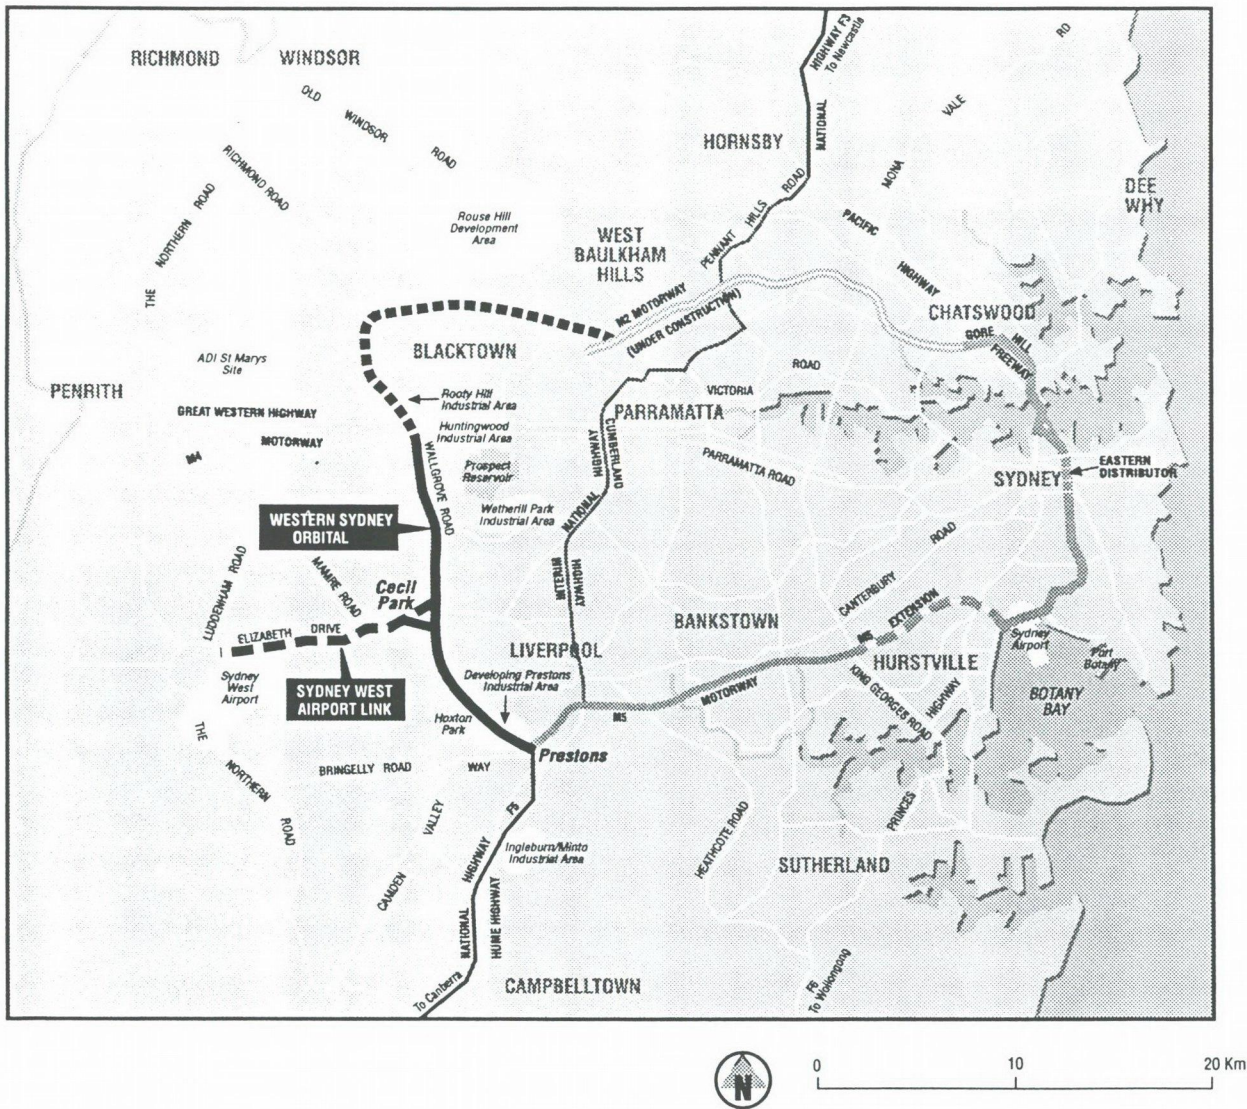 RICHMOND
WINDSOR
OLD
WINDSOR
ROAD
RICHMOND ROAD
THE
NORTHERN
ROAD
HIGHWAY F3
To Newcastle
NATIONAL
HORNSBY
MONA
VALE
RD
DEE
WHY
PENNANT
HILLS
ROAD
PACIFIC
HIGHWAY
Rouse Hill
Development
Area
WEST
BAULKHAM
HILLS
M2 MOTORWAY
(UNDER CONSTRUCTION)
CHATSWOOD
GORE
HILL
FREEWAY
BLACKTOWN
ADI St Marys
Site
PENRITH
Rooty Hill
Industrial Area
VICTORIA
ROAD
GREAT WESTERN HIGHWAY
PARRAMATTA
Huntingwood
Industrial Area
MOTORWAY
M4
WALLGROVE ROAD
CUMBERLAND
HIGHWAY
PARRAMATTA ROAD
Prospect
Reservoir
SYDNEY
EASTERN
DISTRIBUTOR
Wetherill Park
Industrial Area
NATIONAL
WESTERN SYDNEY
ORBITAL
INTERIM
HIGHWAY
CANTERBURY
ROAD
LUDDENHAM ROAD
MAMRE ROAD
Cecil
Park
BANKSTOWN
M5
EXTENSION
ELIZABETH
DRIVE
LIVERPOOL
Sydney
Airport
Port
Botany
HURSTVILLE
Sydney
West
Airport
SYDNEY WEST
AIRPORT LINK
Developing Prestons
Industrial Area
KING GEORGES ROAD
HIGHWAY
BOTANY
BAY
MOTORWAY
M5
Hoxton
Park
Prestons
THE
NORTHERN
ROAD
BRINGELLY ROAD
WAY
VALLEY
CAMDEN
F5
HIGHWAY
NATIONAL
HUME HIGHWAY
Ingleburn/Minto
Industrial Area
HEATHCOTE ROAD
PRINCES
SUTHERLAND
To Canberra
CAMPBELLTOWN
F6
To Wollongong
N
0
10
20 Km